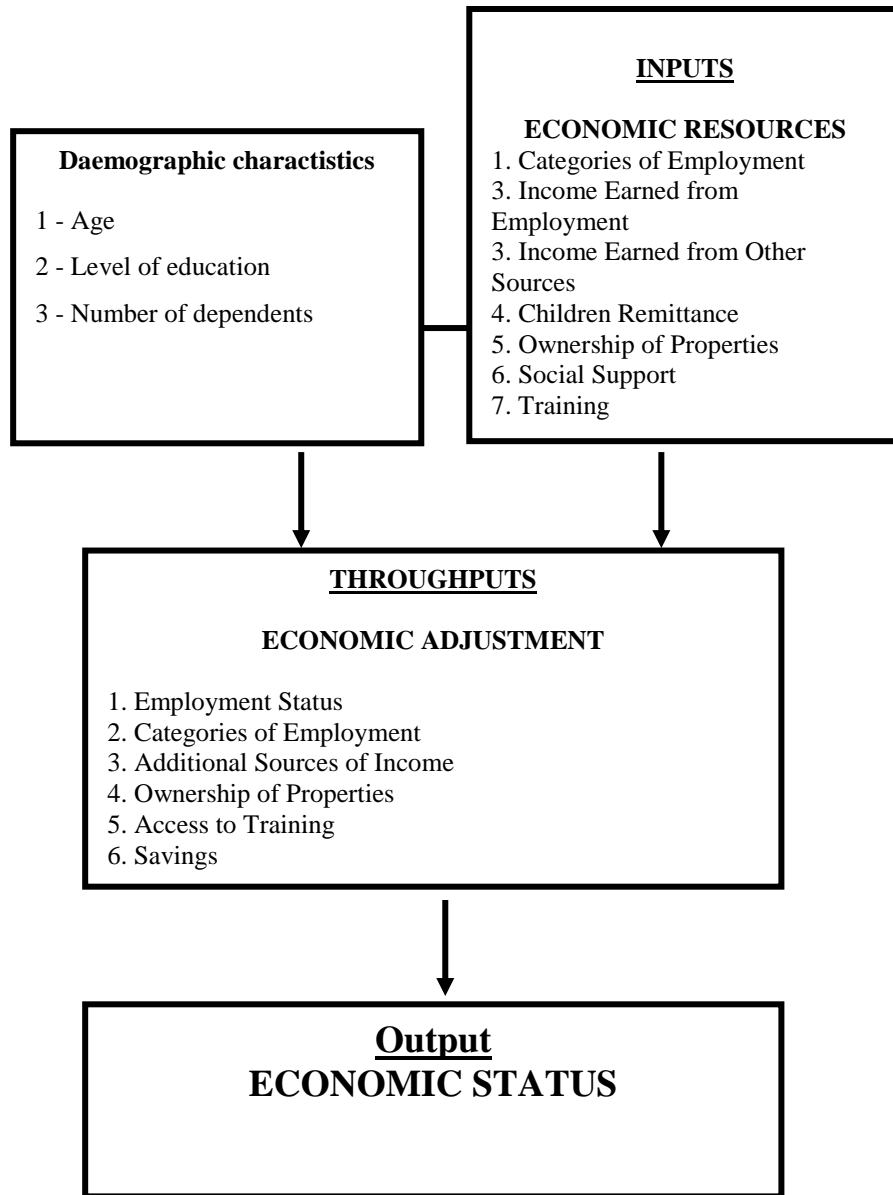 Daemographic charactistics
1 - Age
2 - Level of education
3 - Number of dependents
INPUTS
ECONOMIC RESOURCES
1. Categories of Employment
3. Income Earned from
Employment
3. Income Earned from Other
Sources
4. Children Remittance
5. Ownership of Properties
6. Social Support
7. Training
THROUGHPUTS
ECONOMIC ADJUSTMENT
1. Employment Status
2. Categories of Employment
3. Additional Sources of Income
4. Ownership of Properties
5. Access to Training
6. Savings
Output
ECONOMIC STATUS